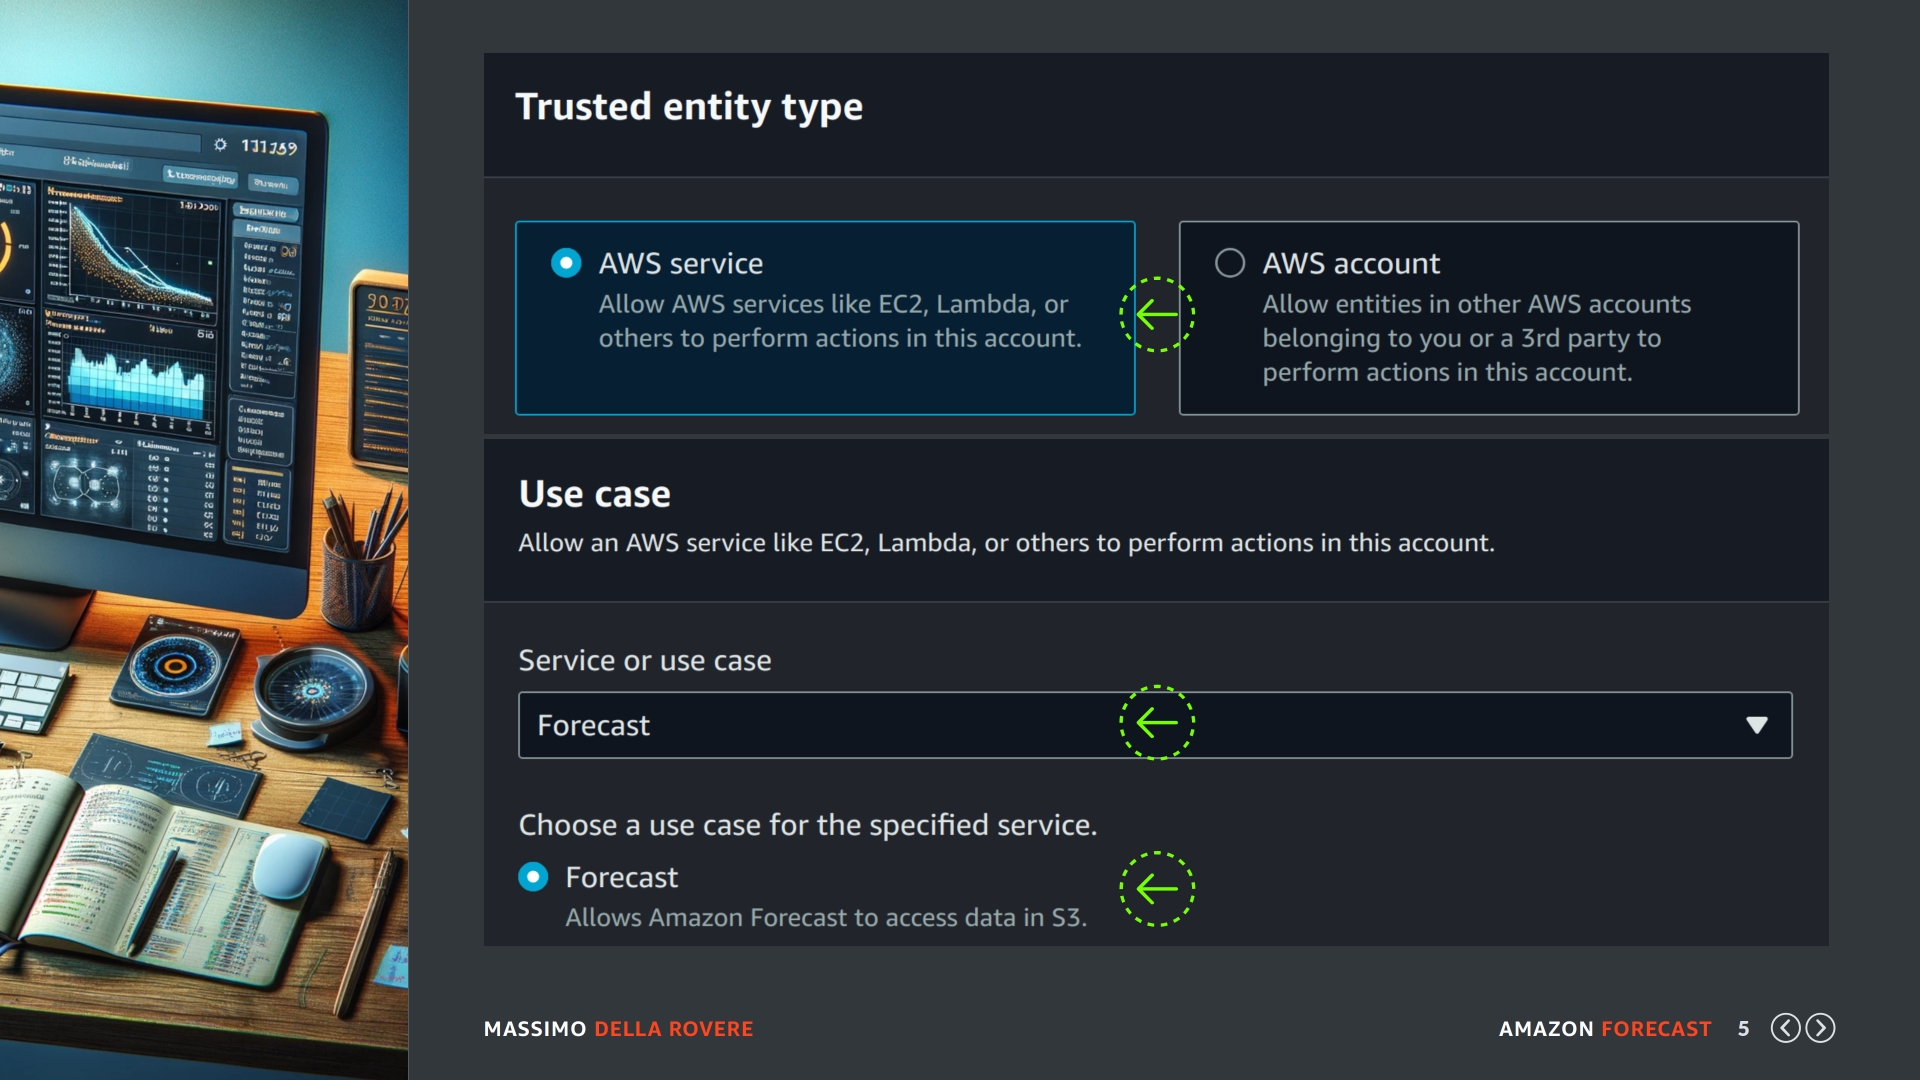 Trusted entity type
AWS service
Allow AWS services like EC2, Lambda, or
others to perform actions in this account.
AWS account
Allow entities in other AWS accounts
belonging to you or a 3rd party to
perform actions in this account.
Use case
Allow an AWS service like EC2, Lambda, or others to perform actions in this account.
Service or use case
Forecast
Choose a use case for the specified service.
Forecast
Allows Amazon Forecast to access data in S3.
MASSIMO DELLA ROVERE
AMAZON FORECAST 5